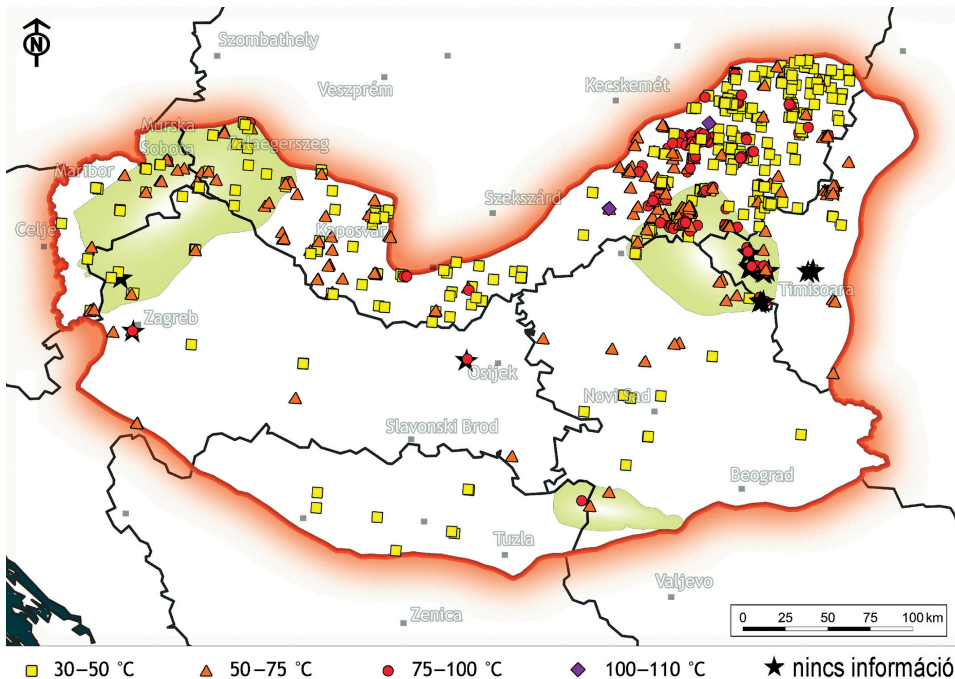 N
Szombathely
Veszprém
Kecskemét
Murska
Sobota
Zalaegerszeg
Maribor
Szekszárd
Celje
Kaposvár
Timisoara
Zagreb
Osijek
Novi Sad
Slavonski Brod
Beograd
Tuzla
Valjevo
Zenica
0 25 50 75 100 km
30–50 °C 50–75 °C 75–100 °C 100–110 °C nincs információ